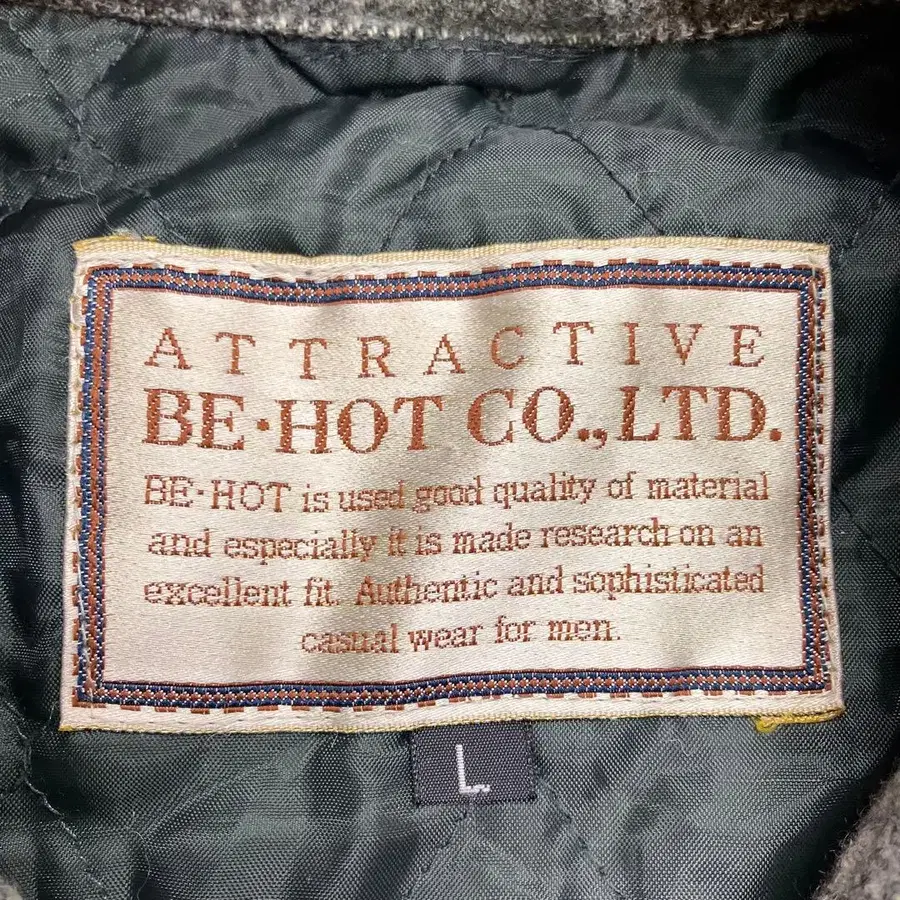 ATTRACTIVE
BE·HOT CO.,LTD.
BE·HOT is used good quality of material
and especially it is made research on an
excellent fit. Authentic and sophisticated
casual wear for men.
L